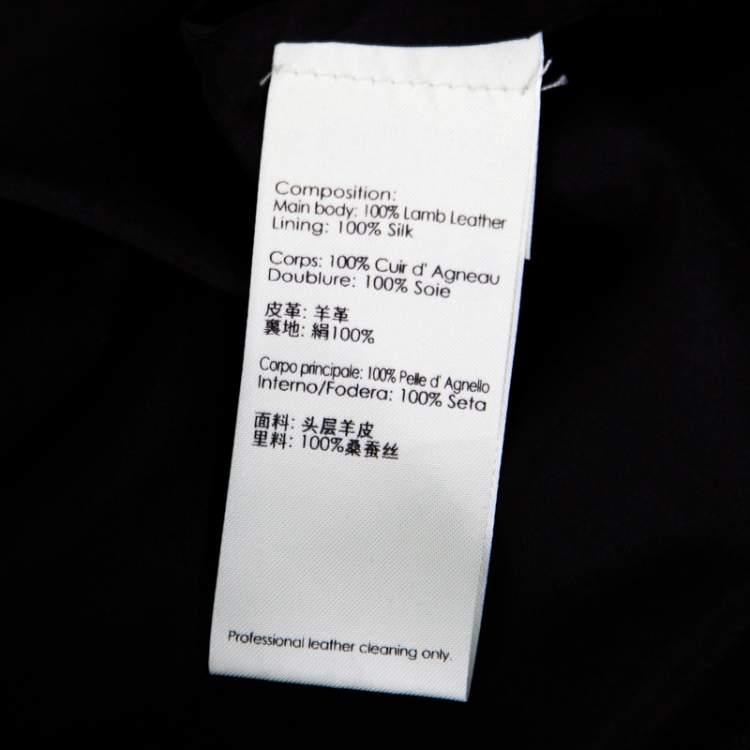 Composition:
Main body: 100% Lamb Leather
Lining: 100% Silk
Corps: 100% Cuir d' Agneau
Doublure: 100% Soie
皮革: 羊革
裏地: 絹100%
Corpo principale: 100% Pelle d' Agnello
Interno/Fodera: 100% Seta
面料: 头层羊皮
里料: 100%桑蚕丝
Professional leather cleaning only.